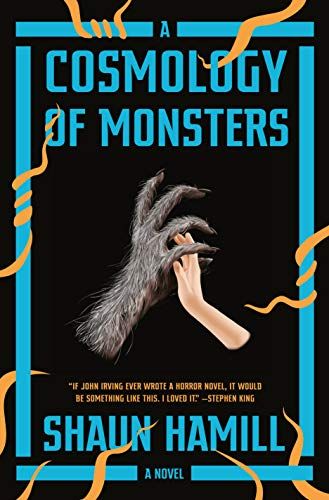 A
COSMOLOGY
OF MONSTERS
"IF JOHN IRVING EVER WROTE A HORROR NOVEL, IT WOULD
BE SOMETHING LIKE THIS. I LOVED IT." —STEPHEN KING
SHAUN HAMILL
A NOVEL